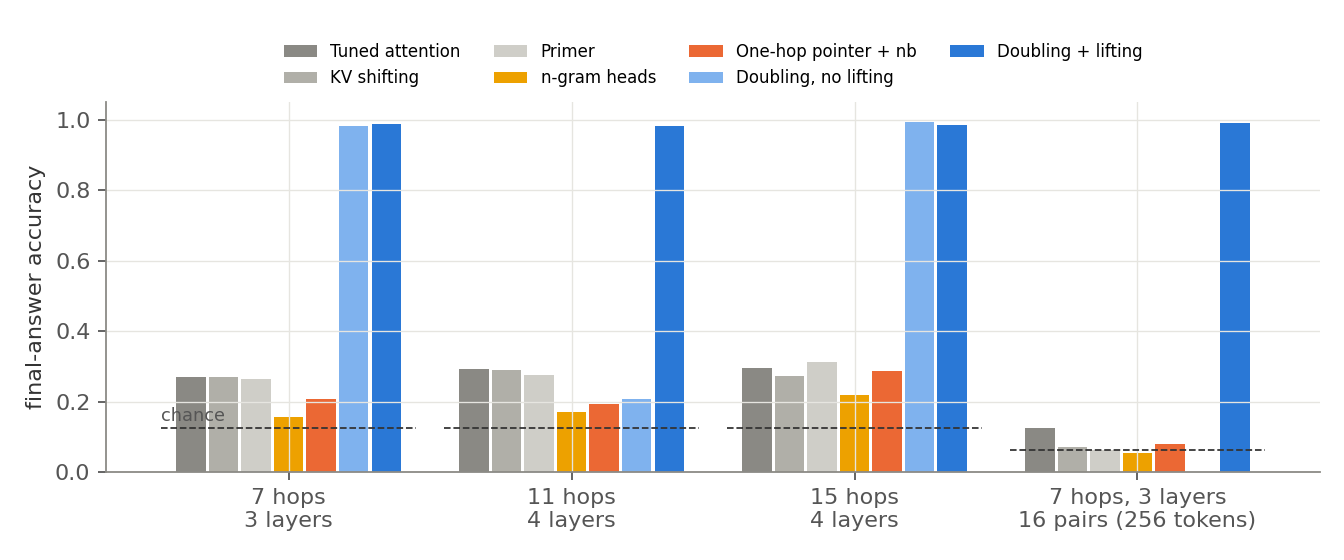 Tuned attention
KV shifting
Primer
n-gram heads
One-hop pointer + nb
Doubling, no lifting
Doubling + lifting
final-answer accuracy
1.0
0.8
0.6
0.4
0.2
0.0
chance
7 hops
3 layers
11 hops
4 layers
15 hops
4 layers
7 hops, 3 layers
16 pairs (256 tokens)